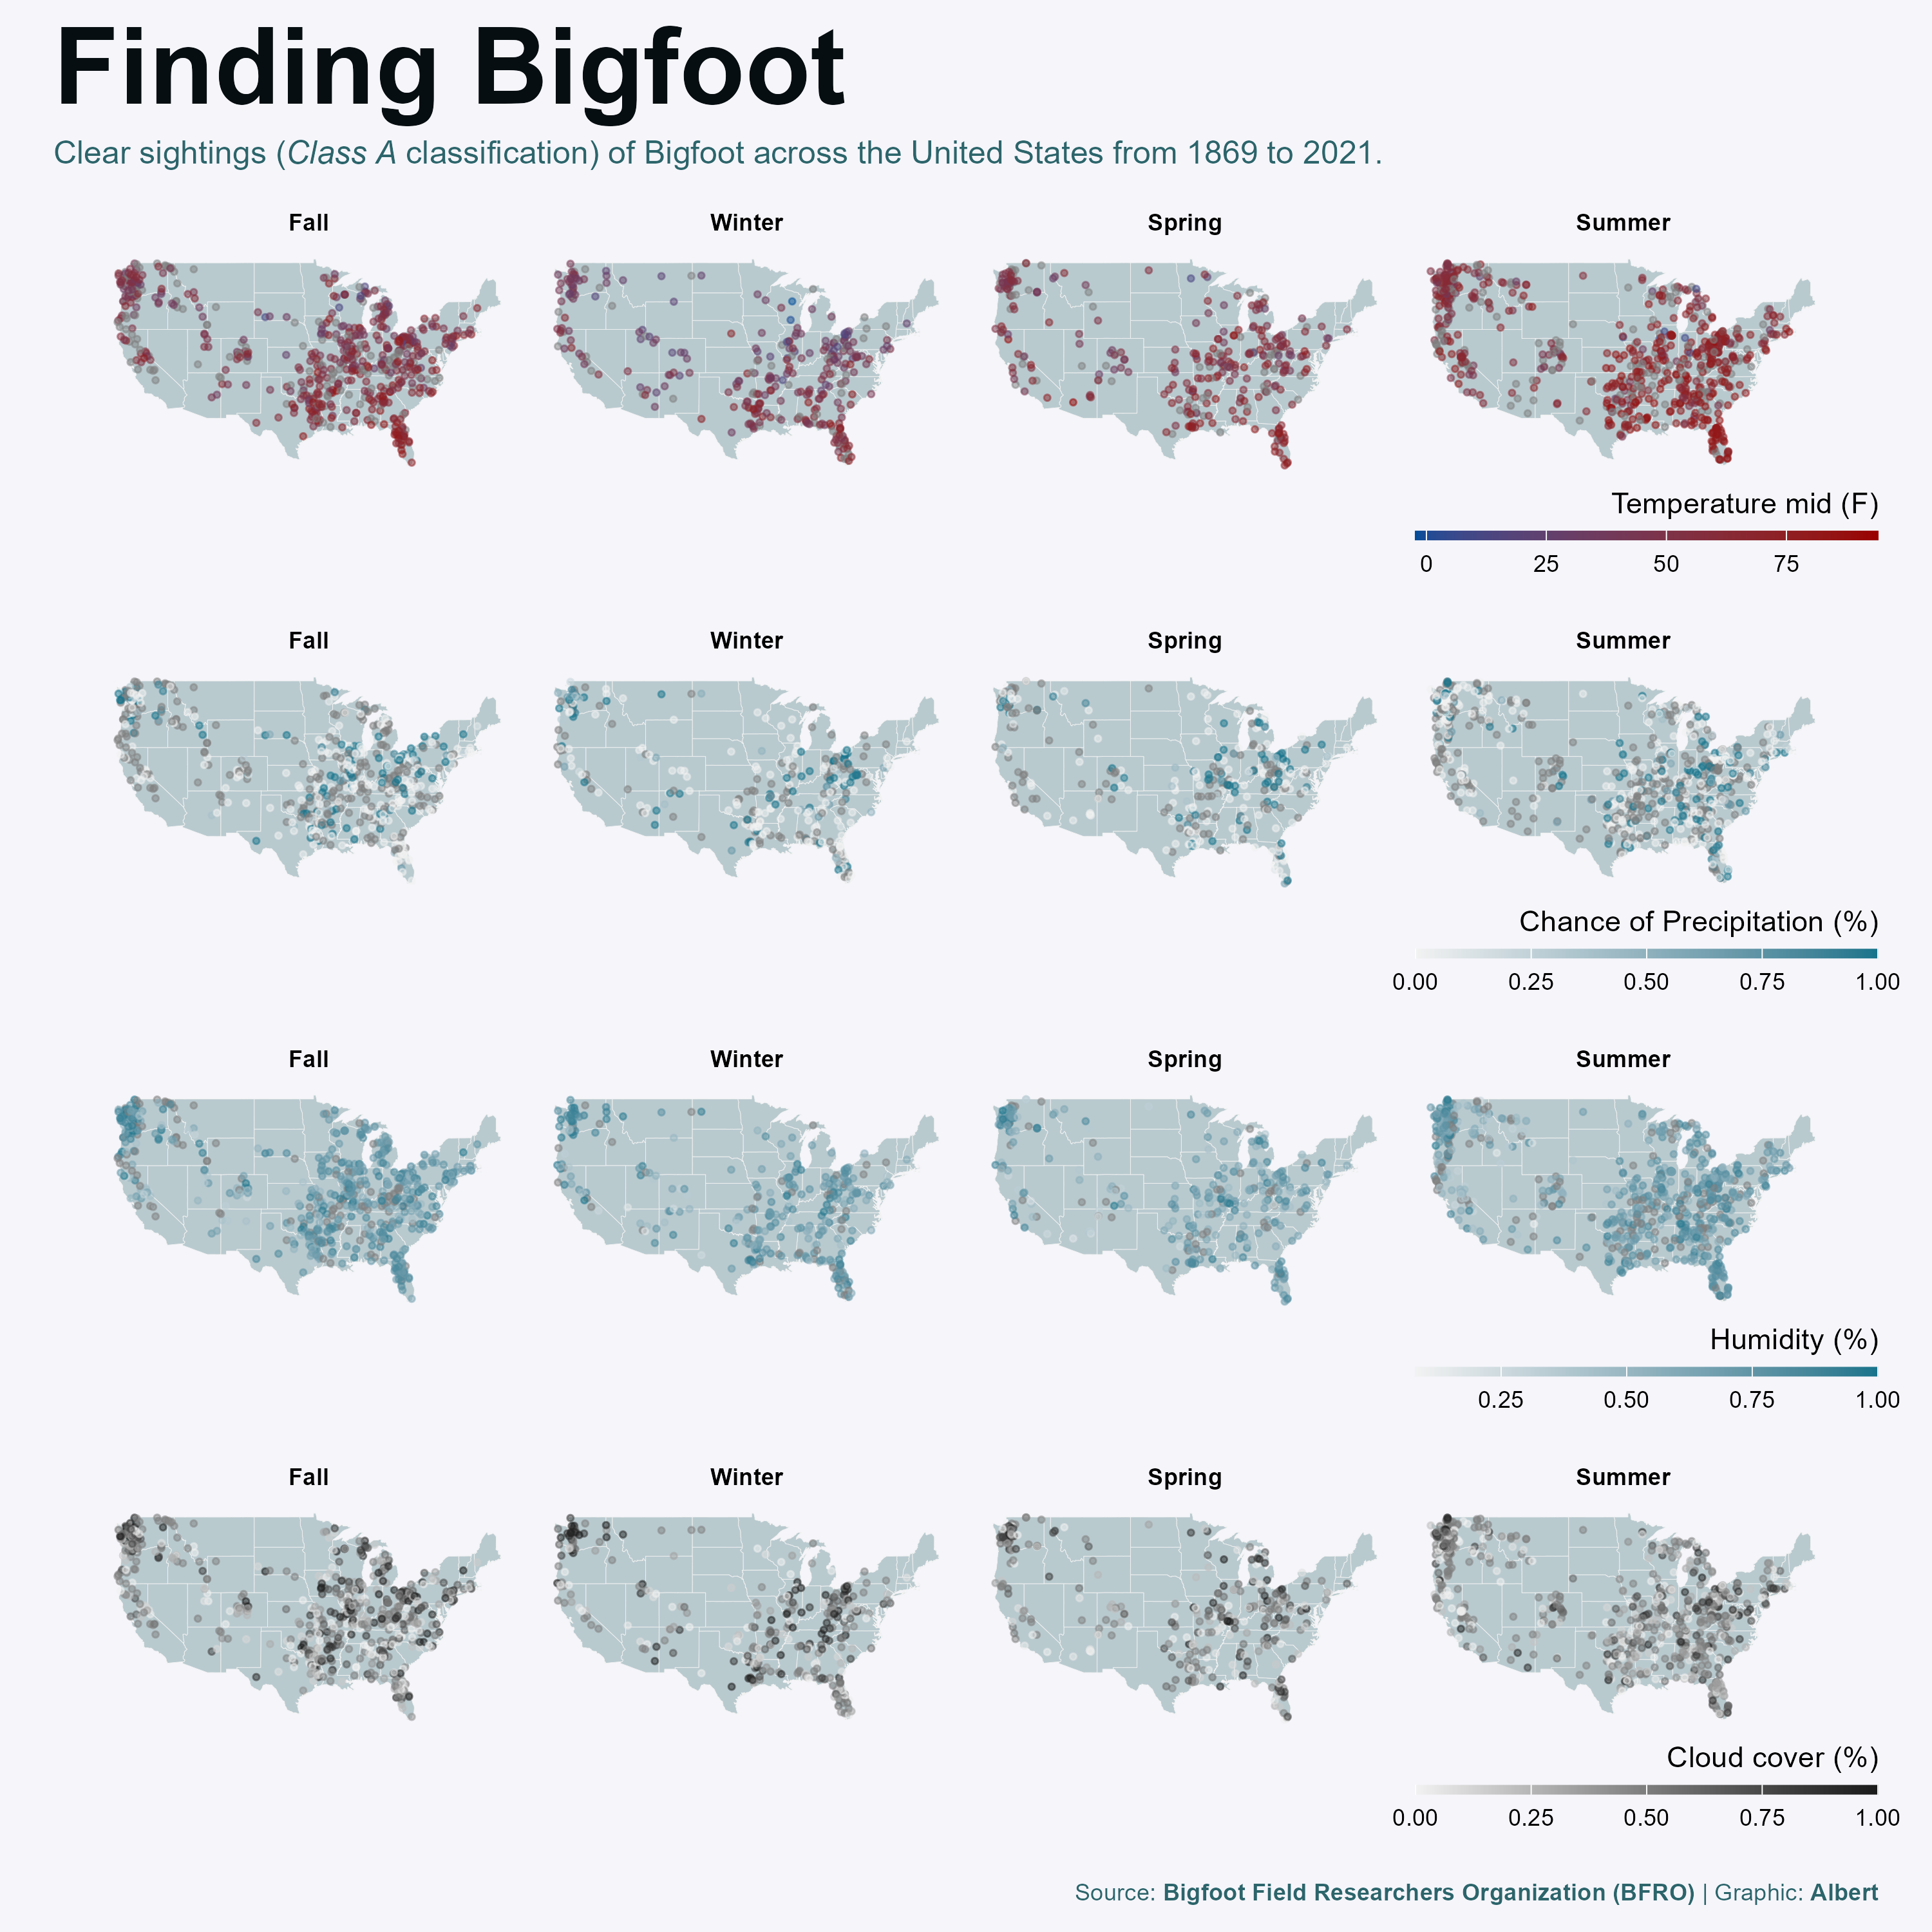 Finding Bigfoot
Clear sightings (Class A classification) of Bigfoot across the United States from 1869 to 2021.
Fall Winter Spring Summer
Temperature mid (F)
0 25 50 75
Fall Winter Spring Summer
Chance of Precipitation (%)
0.00 0.25 0.50 0.75 1.00
Fall Winter Spring Summer
Humidity (%)
0.25 0.50 0.75 1.00
Fall Winter Spring Summer
Cloud cover (%)
0.00 0.25 0.50 0.75 1.00
Source: Bigfoot Field Researchers Organization (BFRO) | Graphic: Albert